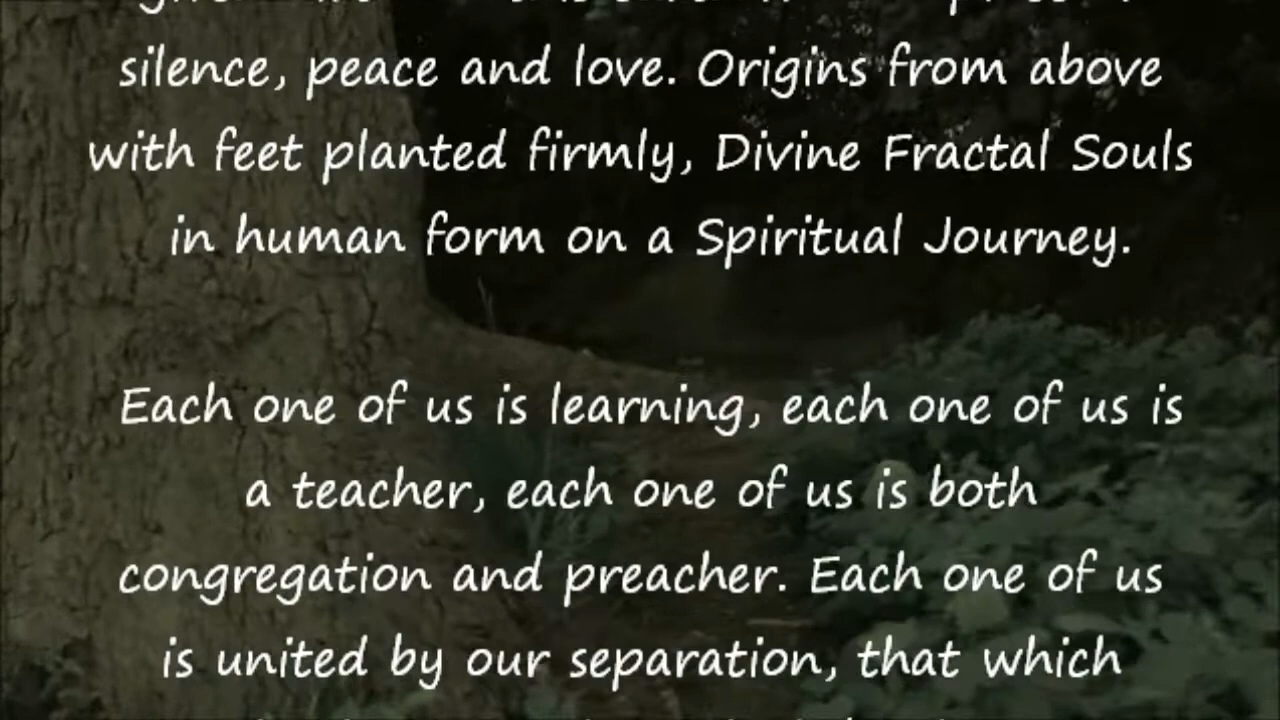 silence, peace and love. Origins from above
with feet planted firmly, Divine Fractal Souls
in human form on a Spiritual Journey.
Each one of us is learning, each one of us is
a teacher, each one of us is both
congregation and preacher. Each one of us
is united by our separation, that which